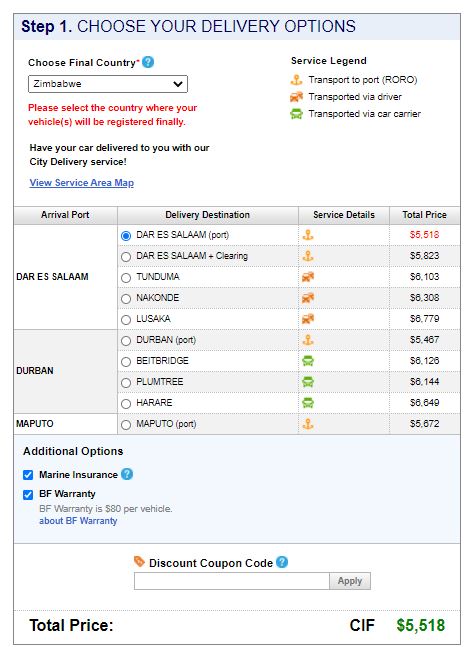 Step 1. CHOOSE YOUR DELIVERY OPTIONS
Choose Final Country* ?
Zimbabwe
Please select the country where your
vehicle(s) will be registered finally.
Have your car delivered to you with our
City Delivery service!
View Service Area Map
Service Legend
Transport to port (RORO)
Transported via driver
Transported via car carrier
Arrival Port Delivery Destination Service Details Total Price
DAR ES SALAAM (port) $5,518
DAR ES SALAAM + Clearing $5,823
DAR ES SALAAM TUNDUMA $6,103
NAKONDE $6,308
LUSAKA $6,779
DURBAN (port) $5,467
BEITBRIDGE $6,126
DURBAN
PLUMTREE $6,144
HARARE $6,649
MAPUTO MAPUTO (port) $5,672
Additional Options
Marine Insurance ?
BF Warranty
BF Warranty is $80 per vehicle.
about BF Warranty
Discount Coupon Code ?
Apply
Total Price: CIF $5,518